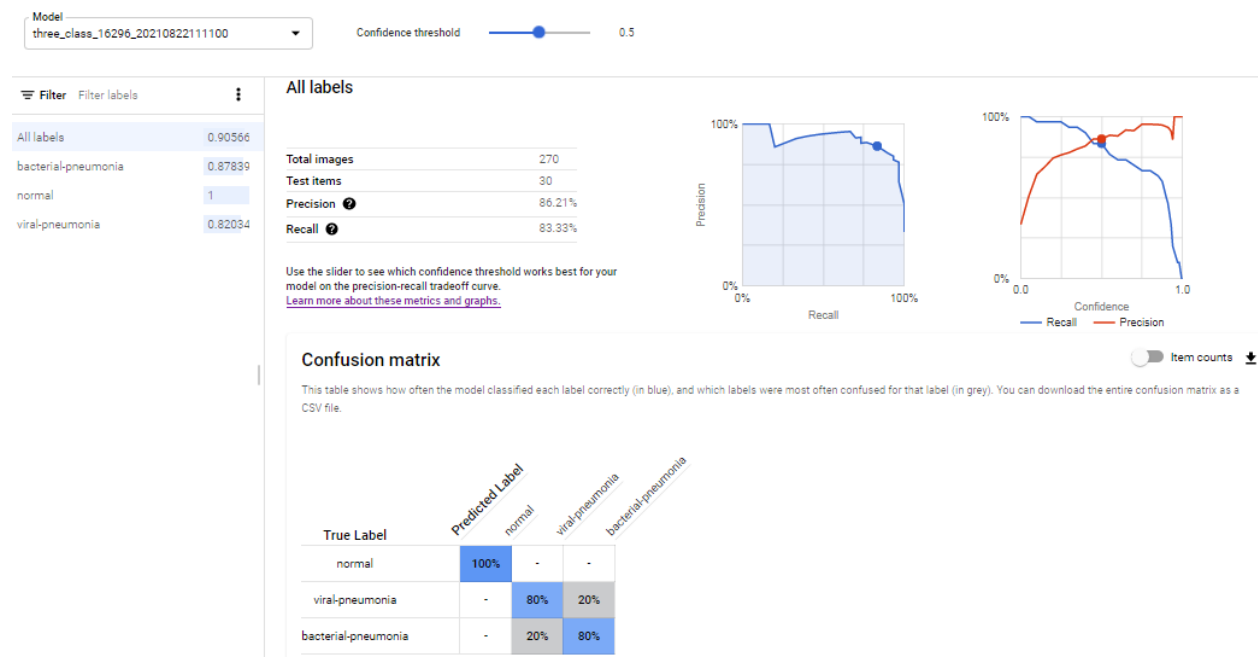 Model
three_class_16296_20210822111100
Confidence threshold 0.5
Filter Filter labels
All labels 0.90566
bacterial-pneumonia 0.87839
normal 1
viral-pneumonia 0.82034
All labels
Total images 270
Test items 30
Precision ? 86.21%
Recall ? 83.33%
Use the slider to see which confidence threshold works best for your
model on the precision-recall tradeoff curve.
Learn more about these metrics and graphs.
100%
Precision
0%
0% 100%
Recall
100%
0%
0.0 1.0
Confidence
Recall Precision
Confusion matrix
Item counts
This table shows how often the model classified each label correctly (in blue), and which labels were most often confused for that label (in grey). You can download the entire confusion matrix as a
CSV file.
True Label Predicted Label normal viral-pneumonia bacterial-pneumonia
normal 100% - -
viral-pneumonia - 80% 20%
bacterial-pneumonia - 20% 80%